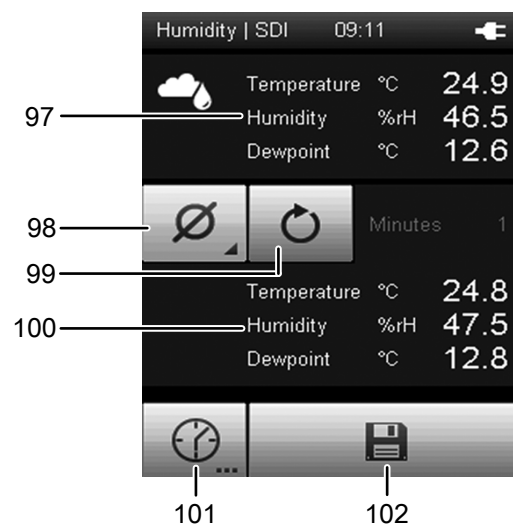 Humidity | SDI 09:11
Temperature °C 24.9
97 Humidity %rH 46.5
Dewpoint °C 12.6
98 Ø Minutes 1
99
Temperature °C 24.8
100 Humidity %rH 47.5
Dewpoint °C 12.8
...
101 102